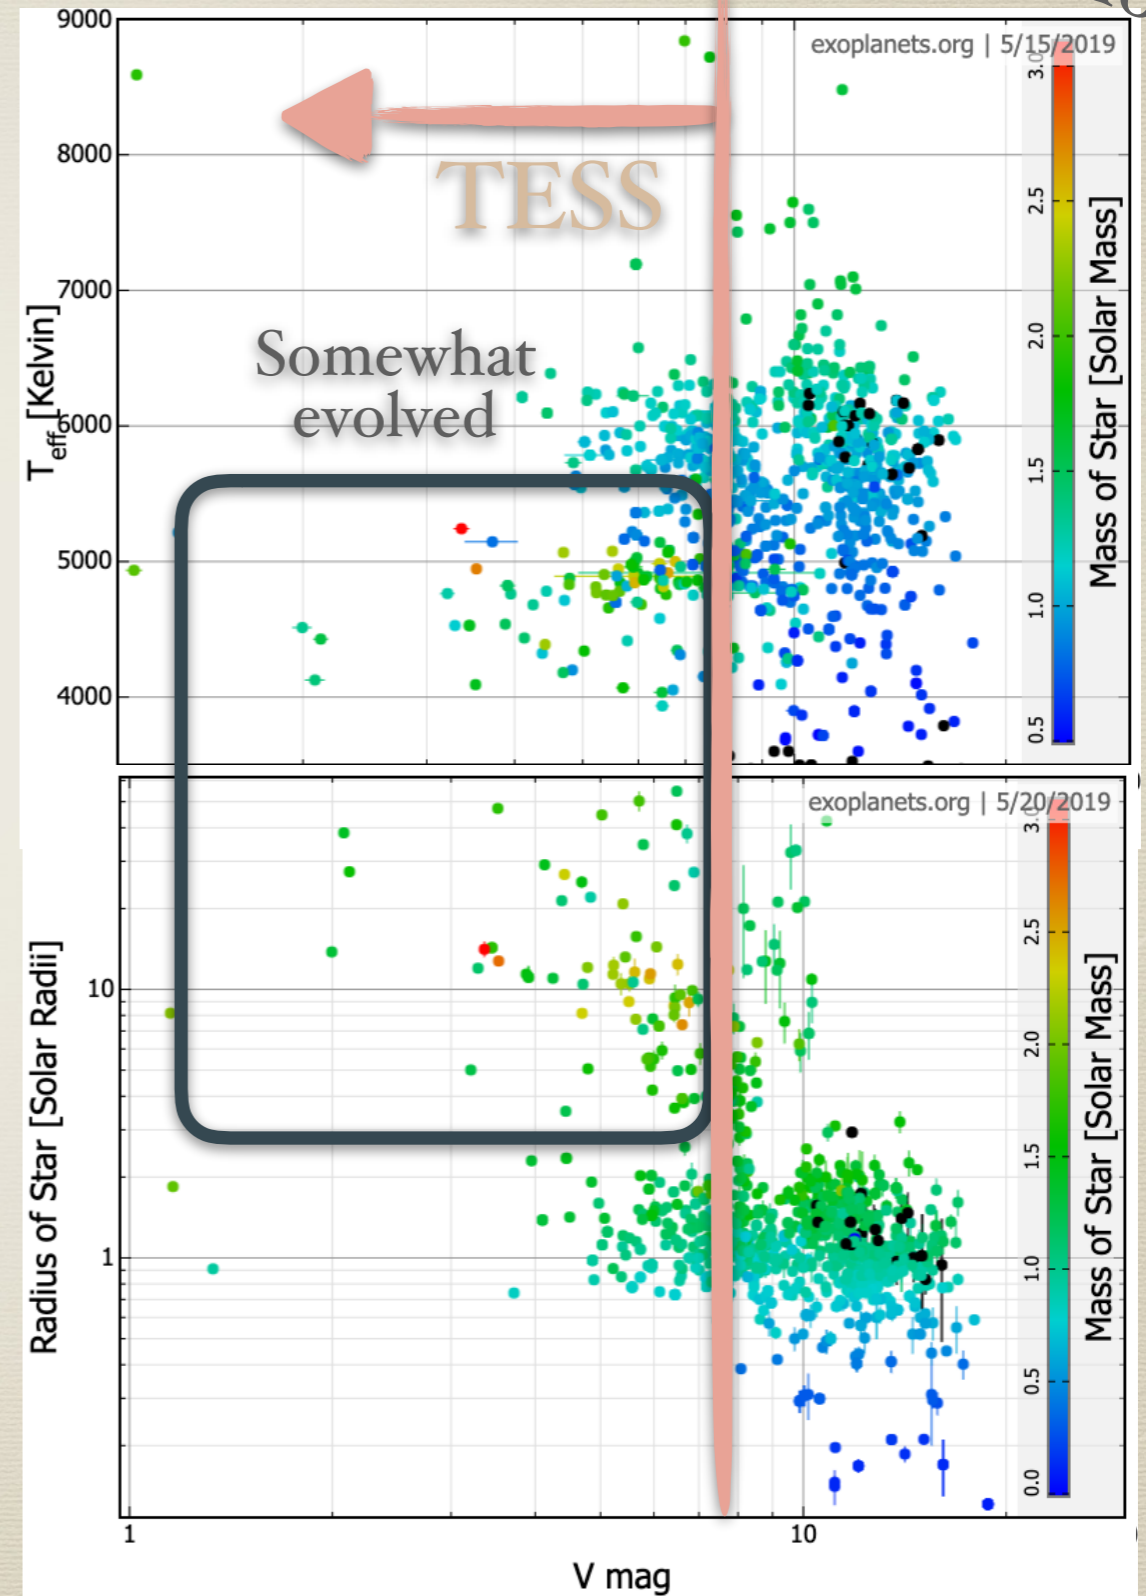 exoplanets.org | 5/15/2019
9000
8000
7000
6000
5000
4000
Teff [Kelvin]
TESS
Somewhat
evolved
3.0
2.5
2.0
1.5
1.0
0.5
Mass of Star [Solar Mass]
exoplanets.org | 5/20/2019
10
1
Radius of Star [Solar Radii]
3.0
2.5
2.0
1.5
1.0
0.5
0.0
Mass of Star [Solar Mass]
1
10
V mag